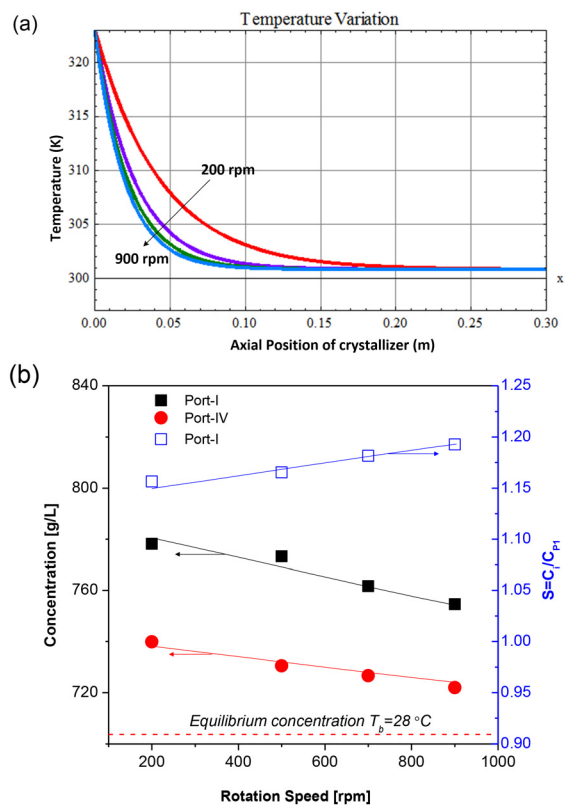 (a)
Temperature Variation
320
315
310
305
300
Temperature (K)
200 rpm
900 rpm
x
0.00 0.05 0.10 0.15 0.20 0.25 0.30
Axial Position of crystallizer (m)
(b)
840
800
760
720
Concentration [g/L]
Port-I
Port-IV
Port-I
1.25
1.20
1.15
1.10
1.05
1.00
0.95
0.90
S=Ci/CP1
Equilibrium concentration Tb=28 °C
200 400 600 800 1000
Rotation Speed [rpm]